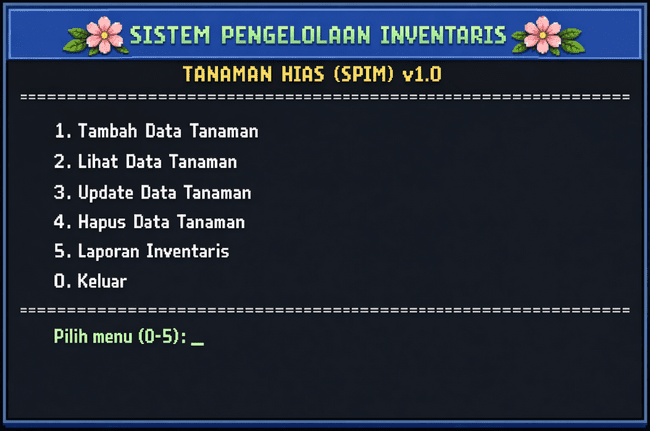 SISTEM PENGELOLAAN INVENTARIS
TANAMAN HIAS (SPIM) v1.0
====================================================================
1. Tambah Data Tanaman
2. Lihat Data Tanaman
3. Update Data Tanaman
4. Hapus Data Tanaman
5. Laporan Inventaris
0. Keluar
====================================================================
Pilih menu (0-5): _